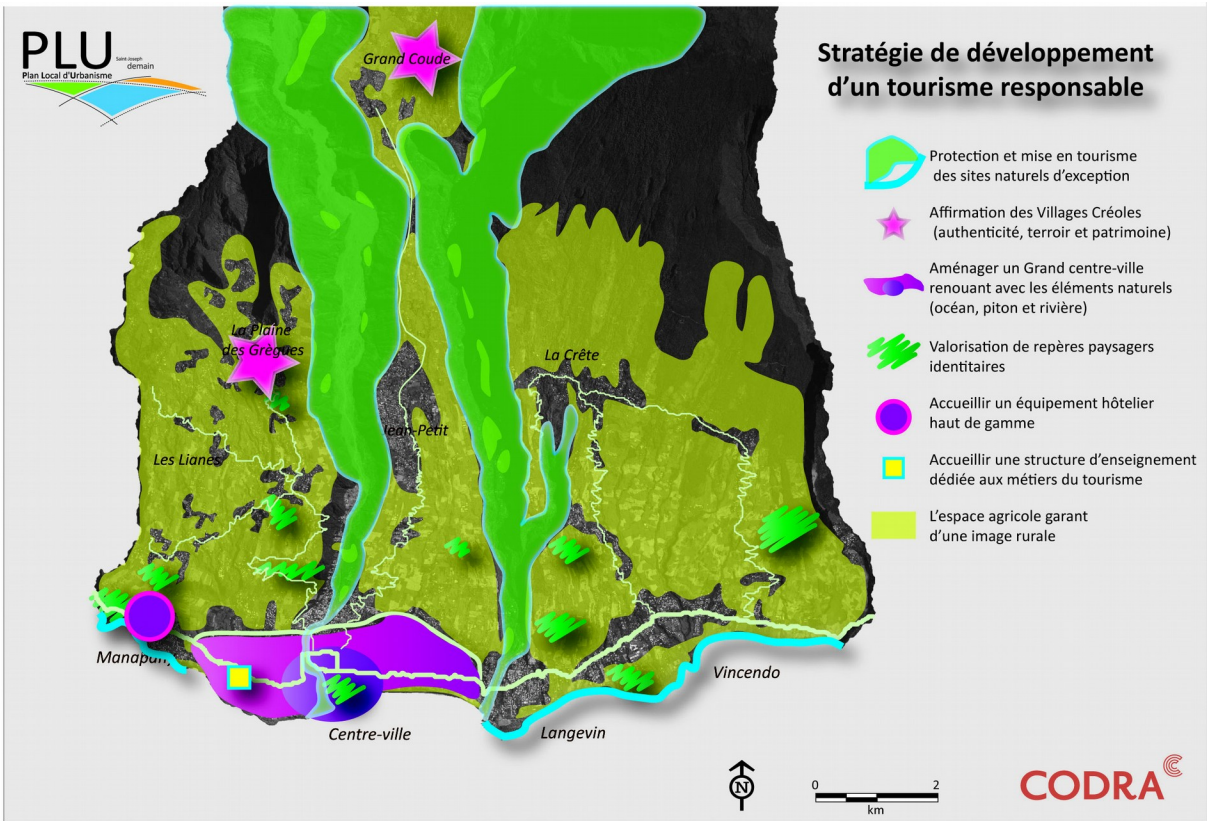 PLU
Saint Joseph
demain
Plan Local d'Urbanisme
Stratégie de développement
d'un tourisme responsable
Protection et mise en tourisme
des sites naturels d'exception
Affirmation des Villages Créoles
(authenticité, terroir et patrimoine)
Aménager un Grand centre-ville
renouant avec les éléments naturels
(océan, piton et rivière)
Valorisation de repères paysagers
identitaires
Accueillir un équipement hôtelier
haut de gamme
Accueillir une structure d'enseignement
dédiée aux métiers du tourisme
L'espace agricole garant
d'une image rurale
Grand Coude
La Plaine
des Grègues
La Crête
Jean-Petit
Les Lianes
Manapany
Vincendo
Centre-ville
Langevin
N
0 2
km
CODRA